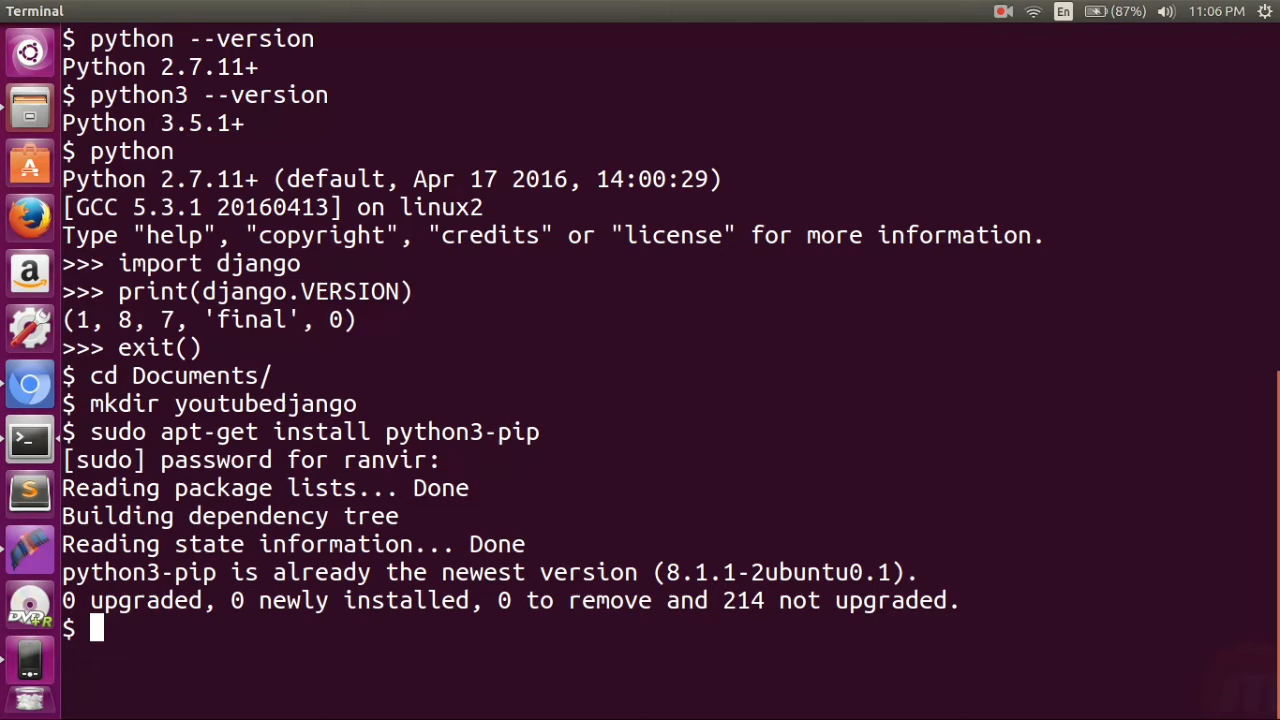 Terminal
En
(87%)
11:06 PM
$ python --version
Python 2.7.11+
$ python3 --version
Python 3.5.1+
$ python
Python 2.7.11+ (default, Apr 17 2016, 14:00:29)
[GCC 5.3.1 20160413] on linux2
Type "help", "copyright", "credits" or "license" for more information.
>>> import django
>>> print(django.VERSION)
(1, 8, 7, 'final', 0)
>>> exit()
$ cd Documents/
$ mkdir youtubedjango
$ sudo apt-get install python3-pip
[sudo] password for ranvir:
Reading package lists... Done
Building dependency tree
Reading state information... Done
python3-pip is already the newest version (8.1.1-2ubuntu0.1).
0 upgraded, 0 newly installed, 0 to remove and 214 not upgraded.
$